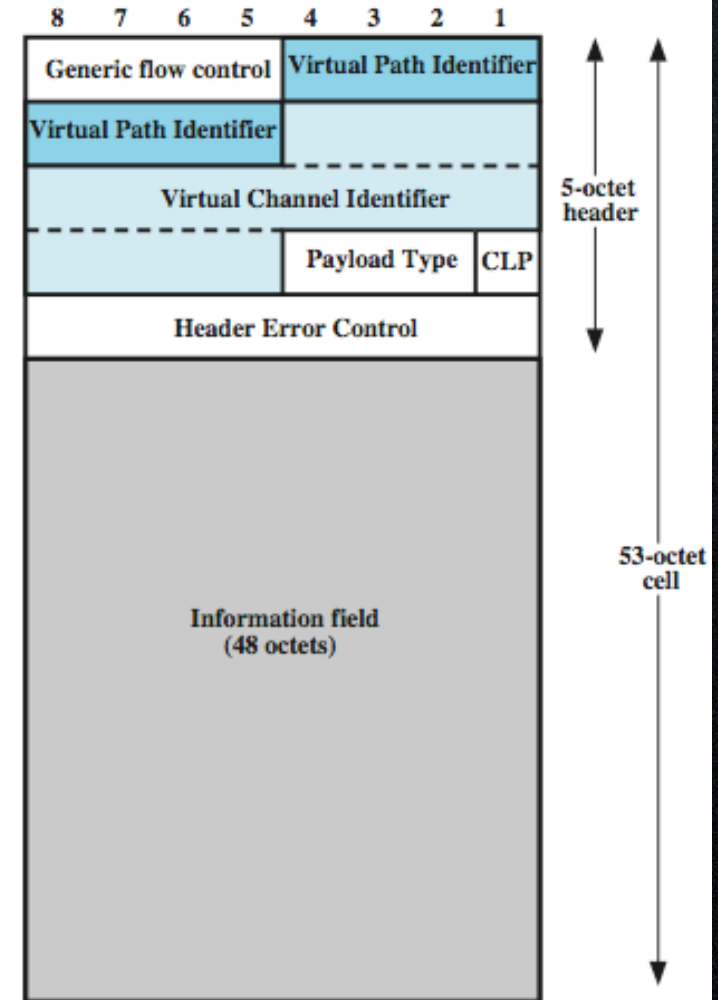 8 7 6 5 4 3 2 1
Generic flow control
Virtual Path Identifier
Virtual Path Identifier
Virtual Channel Identifier
Payload Type
CLP
Header Error Control
5-octet
header
Information field
(48 octets)
53-octet
cell